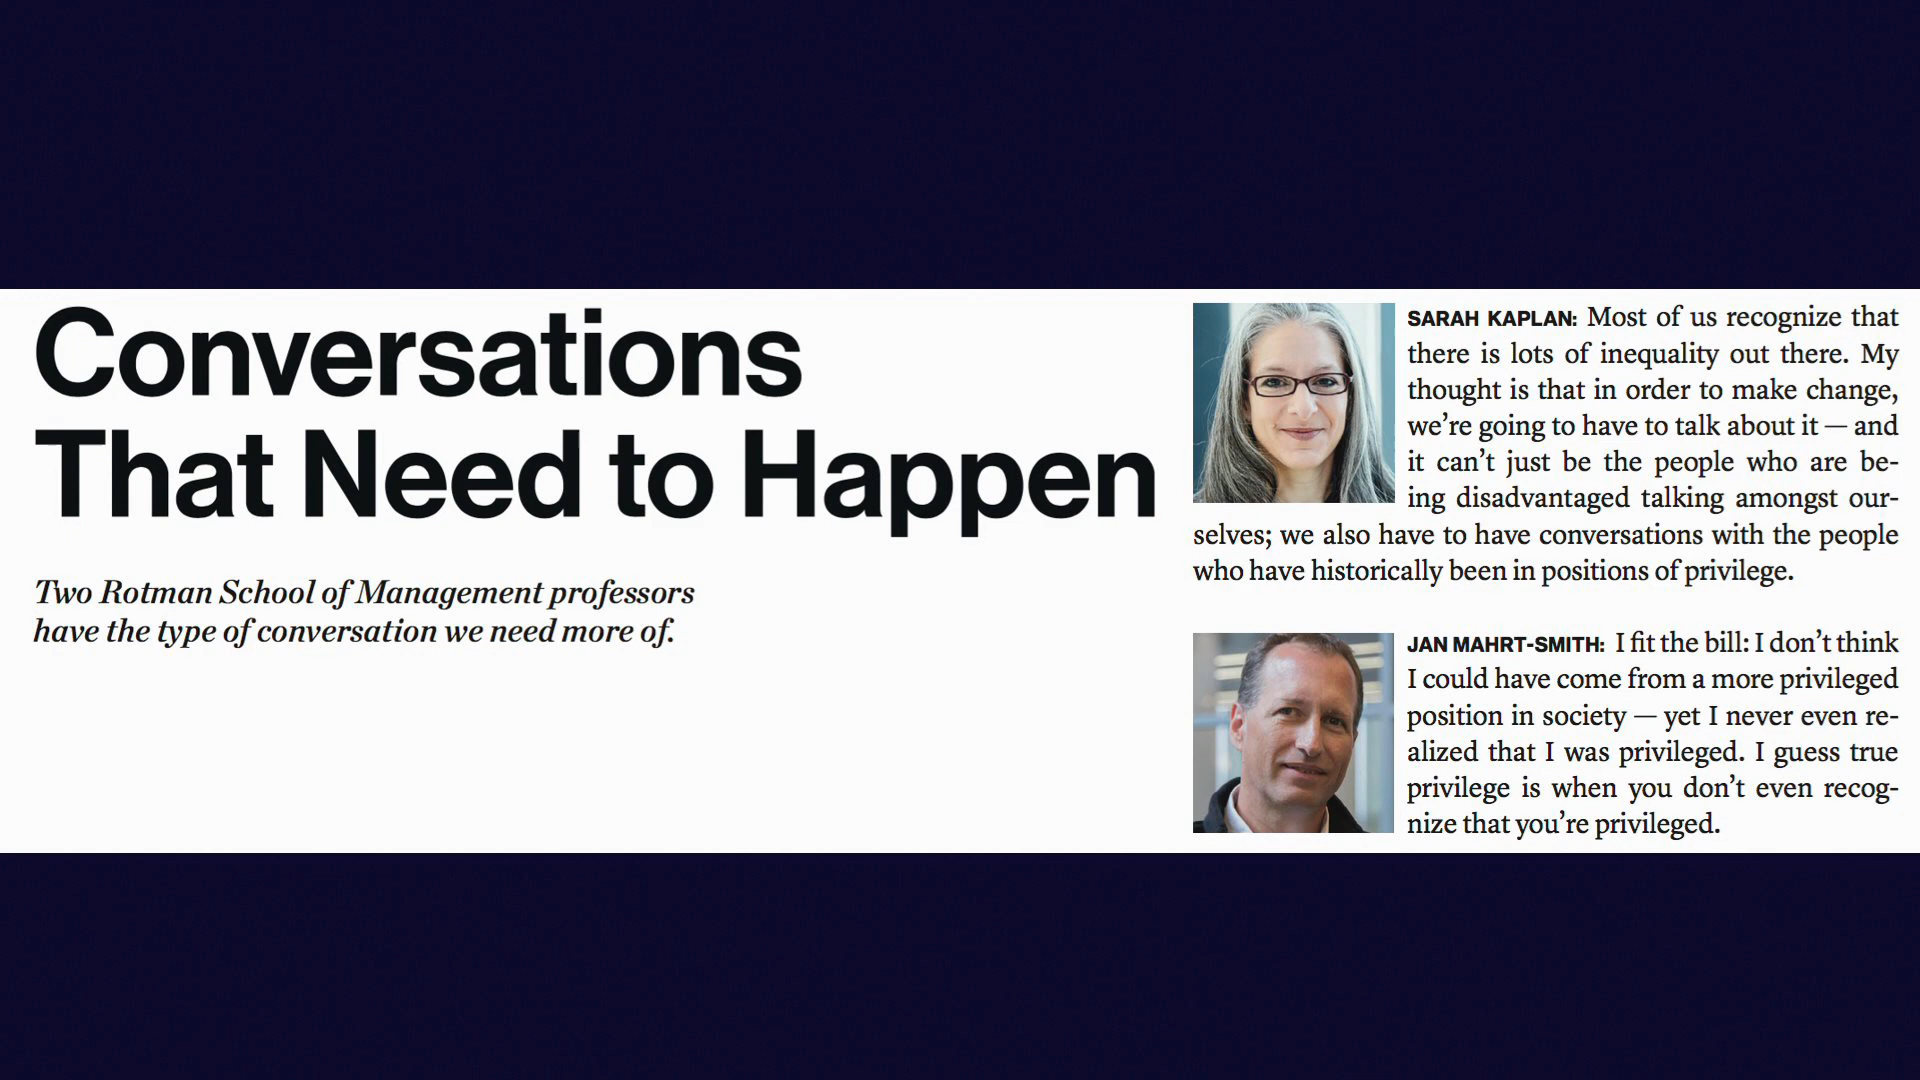 Conversations
That Need to Happen
Two Rotman School of Management professors
have the type of conversation we need more of.
SARAH KAPLAN: Most of us recognize that
there is lots of inequality out there. My
thought is that in order to make change,
we’re going to have to talk about it — and
it can’t just be the people who are be-
ing disadvantaged talking amongst our-
selves; we also have to have conversations with the people
who have historically been in positions of privilege.
JAN MAHRT-SMITH: I fit the bill: I don’t think
I could have come from a more privileged
position in society — yet I never even re-
alized that I was privileged. I guess true
privilege is when you don’t even recog-
nize that you’re privileged.